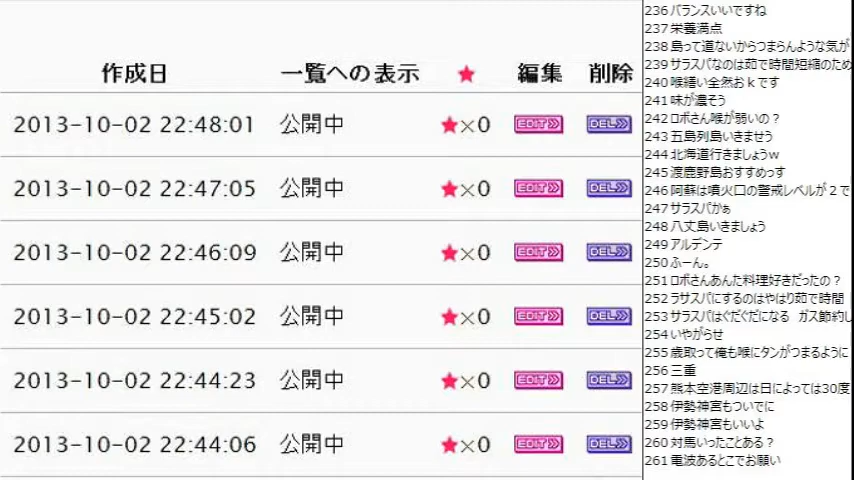 作成日 一覧への表示 ★ 編集 削除
2013-10-02 22:48:01 公開中 ★×0 EDIT DEL
2013-10-02 22:47:05 公開中 ★×0 EDIT DEL
2013-10-02 22:46:09 公開中 ★×0 EDIT DEL
2013-10-02 22:45:02 公開中 ★×0 EDIT DEL
2013-10-02 22:44:23 公開中 ★×0 EDIT DEL
2013-10-02 22:44:06 公開中 ★×0 EDIT DEL
236 バランスいいですね
237 栄養満点
238 島って道ないからつまらんような気が
239 サラスパなのは茹で時間短縮のため
240 喉繕い全然おｋです
241 味が濃そう
242 ロボさん喉が弱いの？
243 五島列島いきませう
244 北海道行きましょうｗ
245 渡鹿野島おすすめっす
246 阿蘇は噴火口の警戒レベルが２で
247 サラスパかぁ
248 八丈島いきましょう
249 アルデンテ
250 ふーん。
251 ロボさんあんた料理好きだったの？
252 ラサスパにするのはやはり茹で時間
253 サラスパはぐだぐだになる ガス節約し
254 いやがらせ
255 歳取って俺も喉にタンがつまるように
256 三重
257 熊本空港周辺は日によっては30度
258 伊勢神宮もついでに
259 伊勢神宮もいいよ
260 対馬いったことある？
261 電波あるとこでお願い